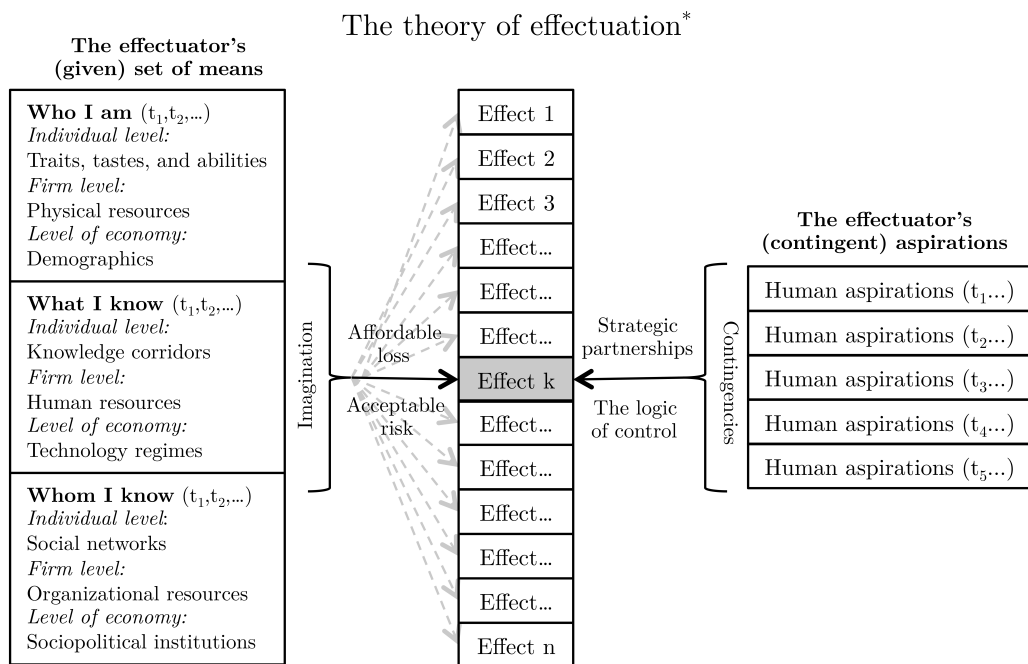 The theory of effectuation*
The effectuator's
(given) set of means
Who I am (t1,t2,...)
Individual level:
Traits, tastes, and abilities
Firm level:
Physical resources
Level of economy:
Demographics
What I know (t1,t2,...)
Individual level:
Knowledge corridors
Firm level:
Human resources
Level of economy:
Technology regimes
Whom I know (t1,t2,...)
Individual level:
Social networks
Firm level:
Organizational resources
Level of economy:
Sociopolitical institutions
Imagination
Affordable
loss
Acceptable
risk
Effect 1
Effect 2
Effect 3
Effect...
Effect...
Effect...
Effect k
Effect...
Effect...
Effect...
Effect...
Effect...
Effect n
Strategic
partnerships
The logic
of control
Contingencies
The effectuator's
(contingent) aspirations
Human aspirations (t1...)
Human aspirations (t2...)
Human aspirations (t3...)
Human aspirations (t4...)
Human aspirations (t5...)